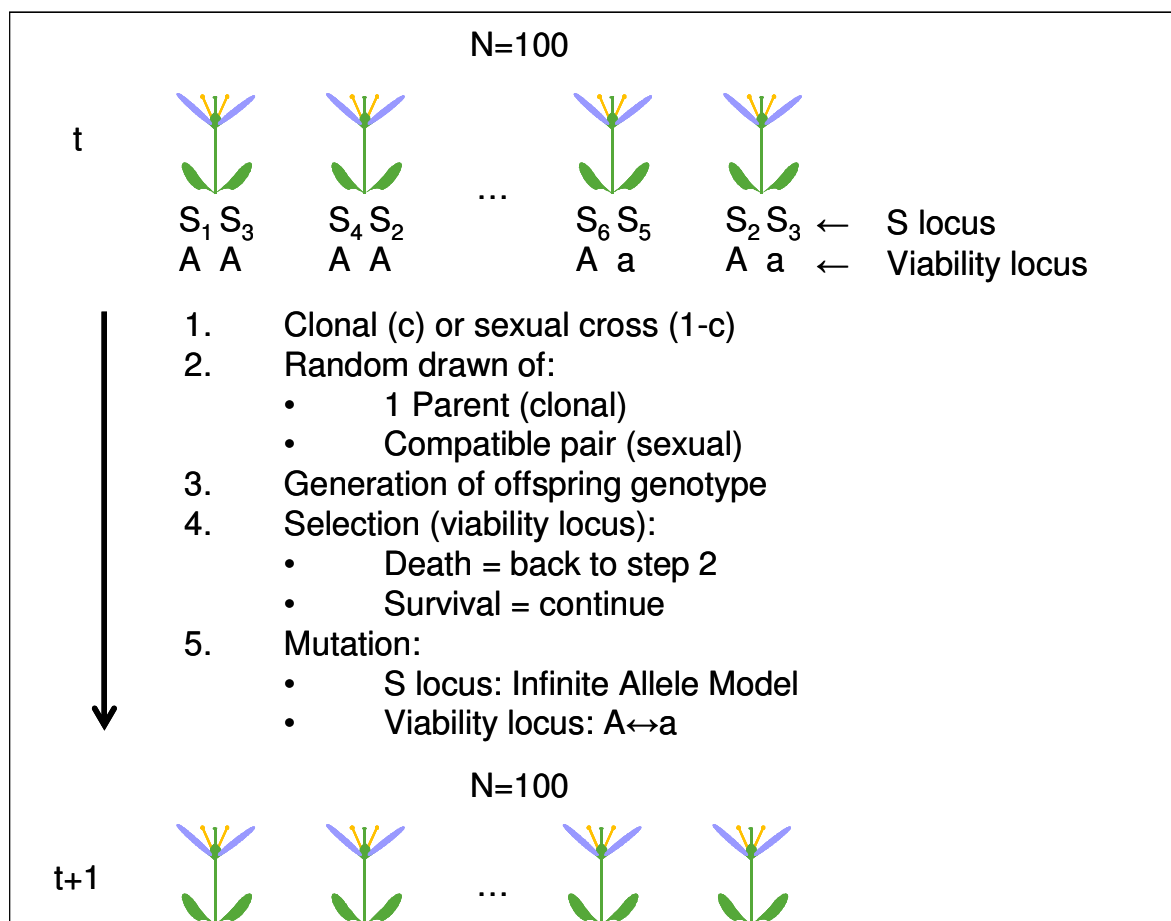 N=100
t
...
S₁ S₃ S₄ S₂ S₆ S₅ S₂ S₃ ← S locus
A A A A A a A a ← Viability locus
1. Clonal (c) or sexual cross (1-c)
2. Random drawn of:
• 1 Parent (clonal)
• Compatible pair (sexual)
3. Generation of offspring genotype
4. Selection (viability locus):
• Death = back to step 2
• Survival = continue
5. Mutation:
• S locus: Infinite Allele Model
• Viability locus: A↔a
N=100
t+1
...